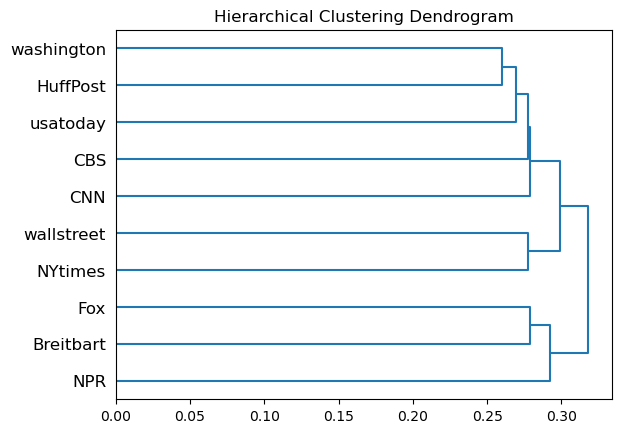 Hierarchical Clustering Dendrogram
washington
HuffPost
usatoday
CBS
CNN
wallstreet
NYtimes
Fox
Breitbart
NPR
0.00 0.05 0.10 0.15 0.20 0.25 0.30